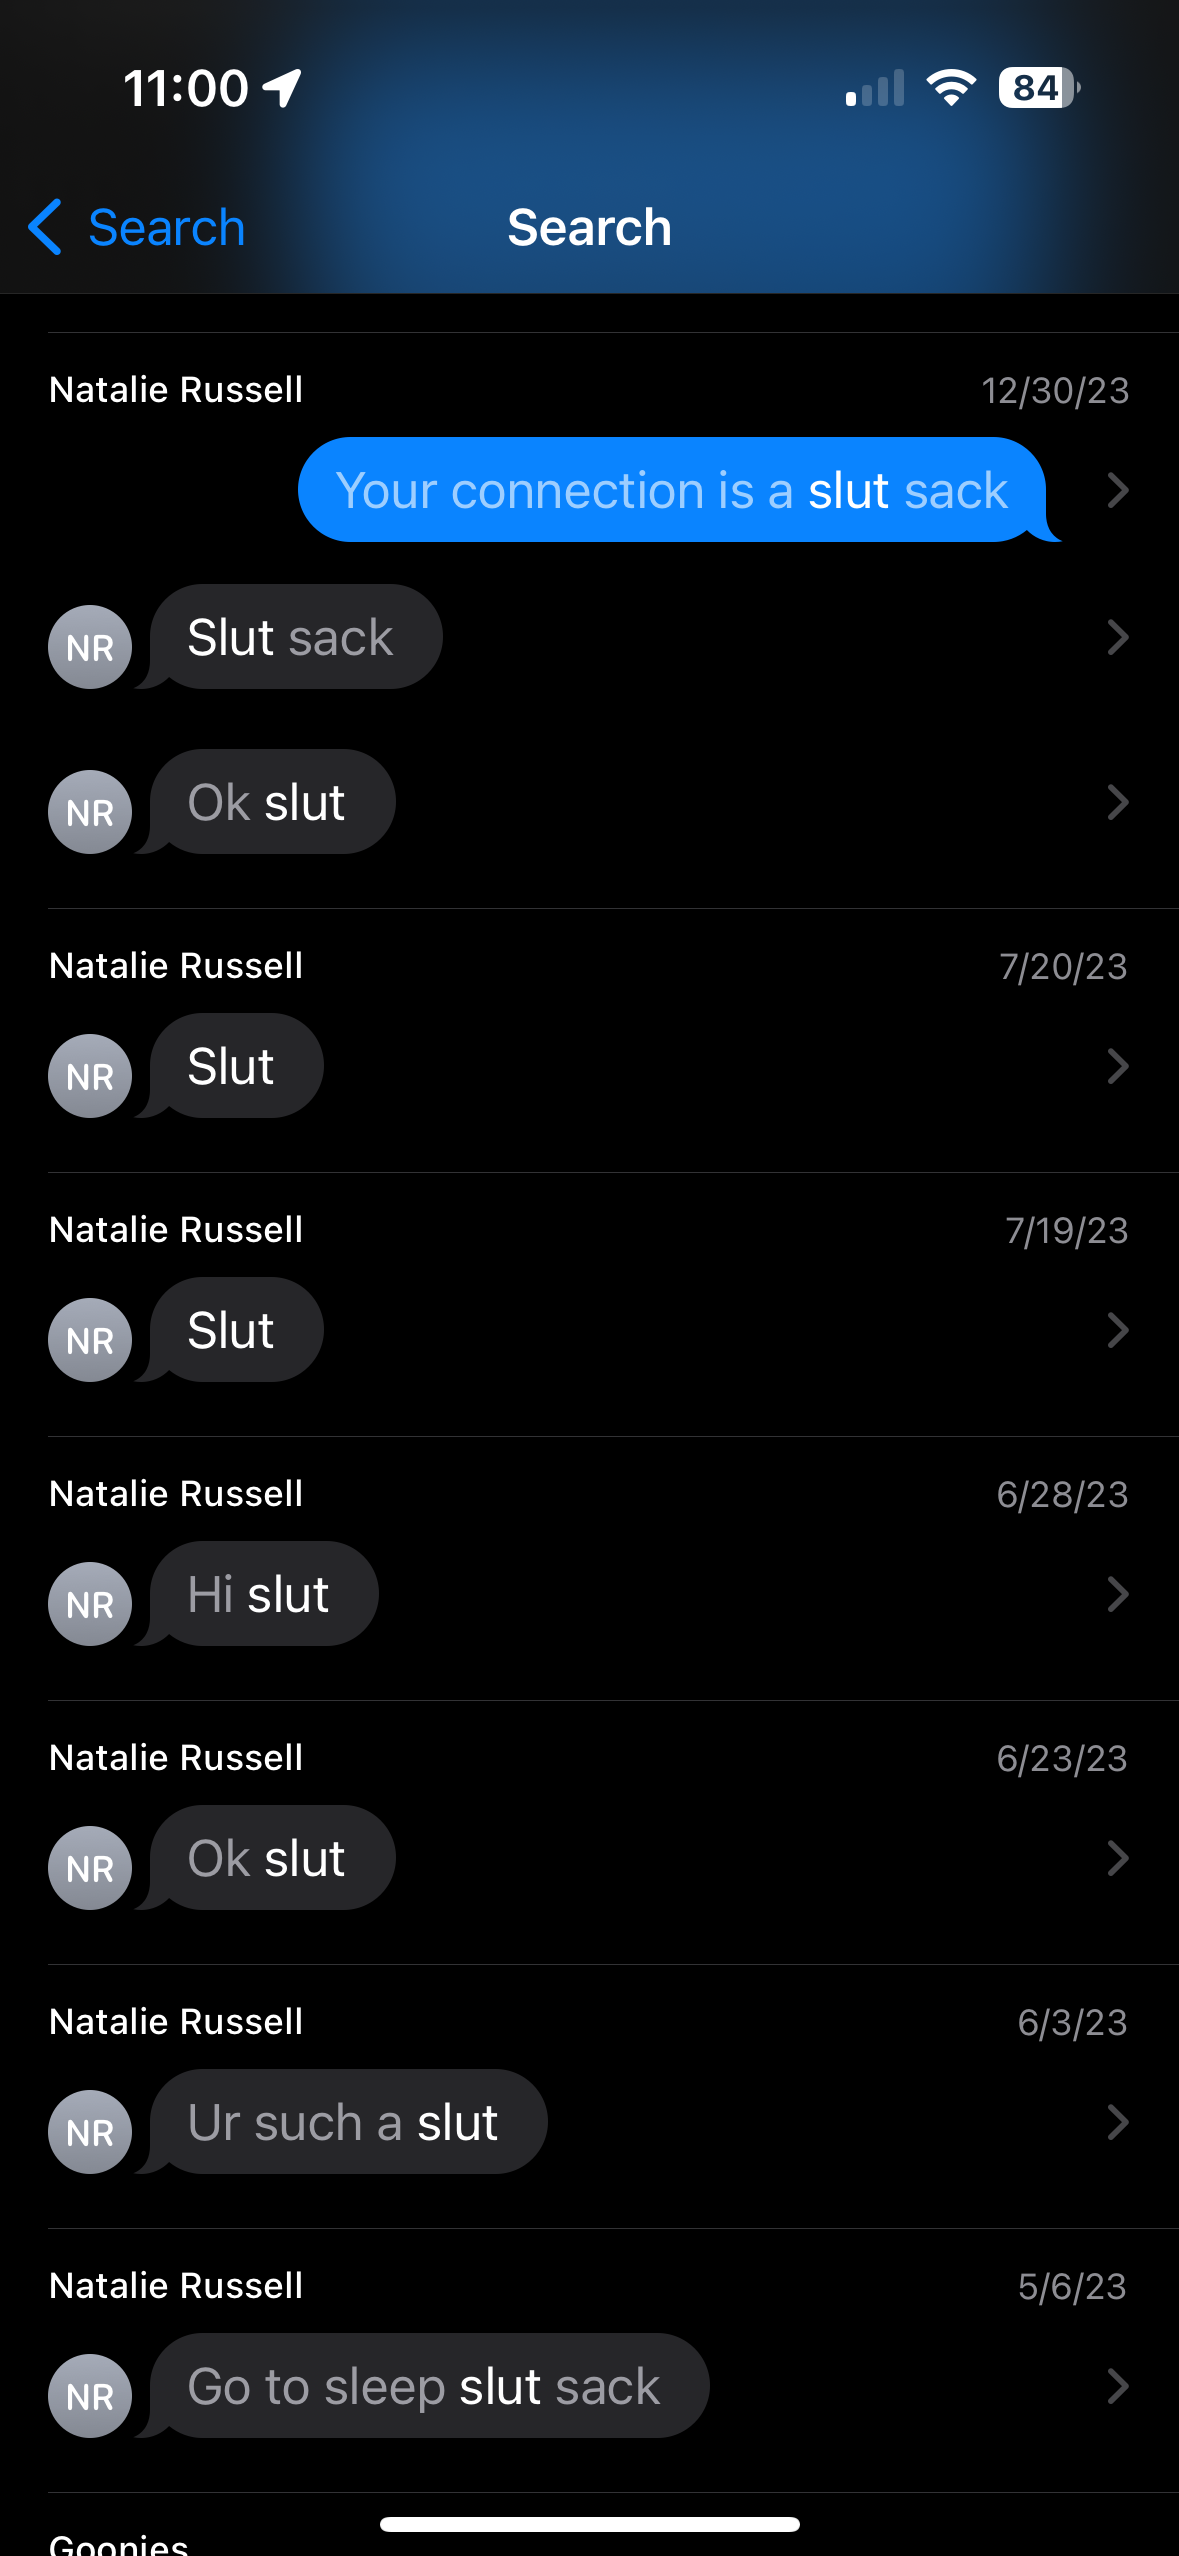 11:00
84
Search
Search
Natalie Russell
12/30/23
Your connection is a slut sack
NR
Slut sack
NR
Ok slut
Natalie Russell
7/20/23
NR
Slut
Natalie Russell
7/19/23
NR
Slut
Natalie Russell
6/28/23
NR
Hi slut
Natalie Russell
6/23/23
NR
Ok slut
Natalie Russell
6/3/23
NR
Ur such a slut
Natalie Russell
5/6/23
NR
Go to sleep slut sack
Goonies